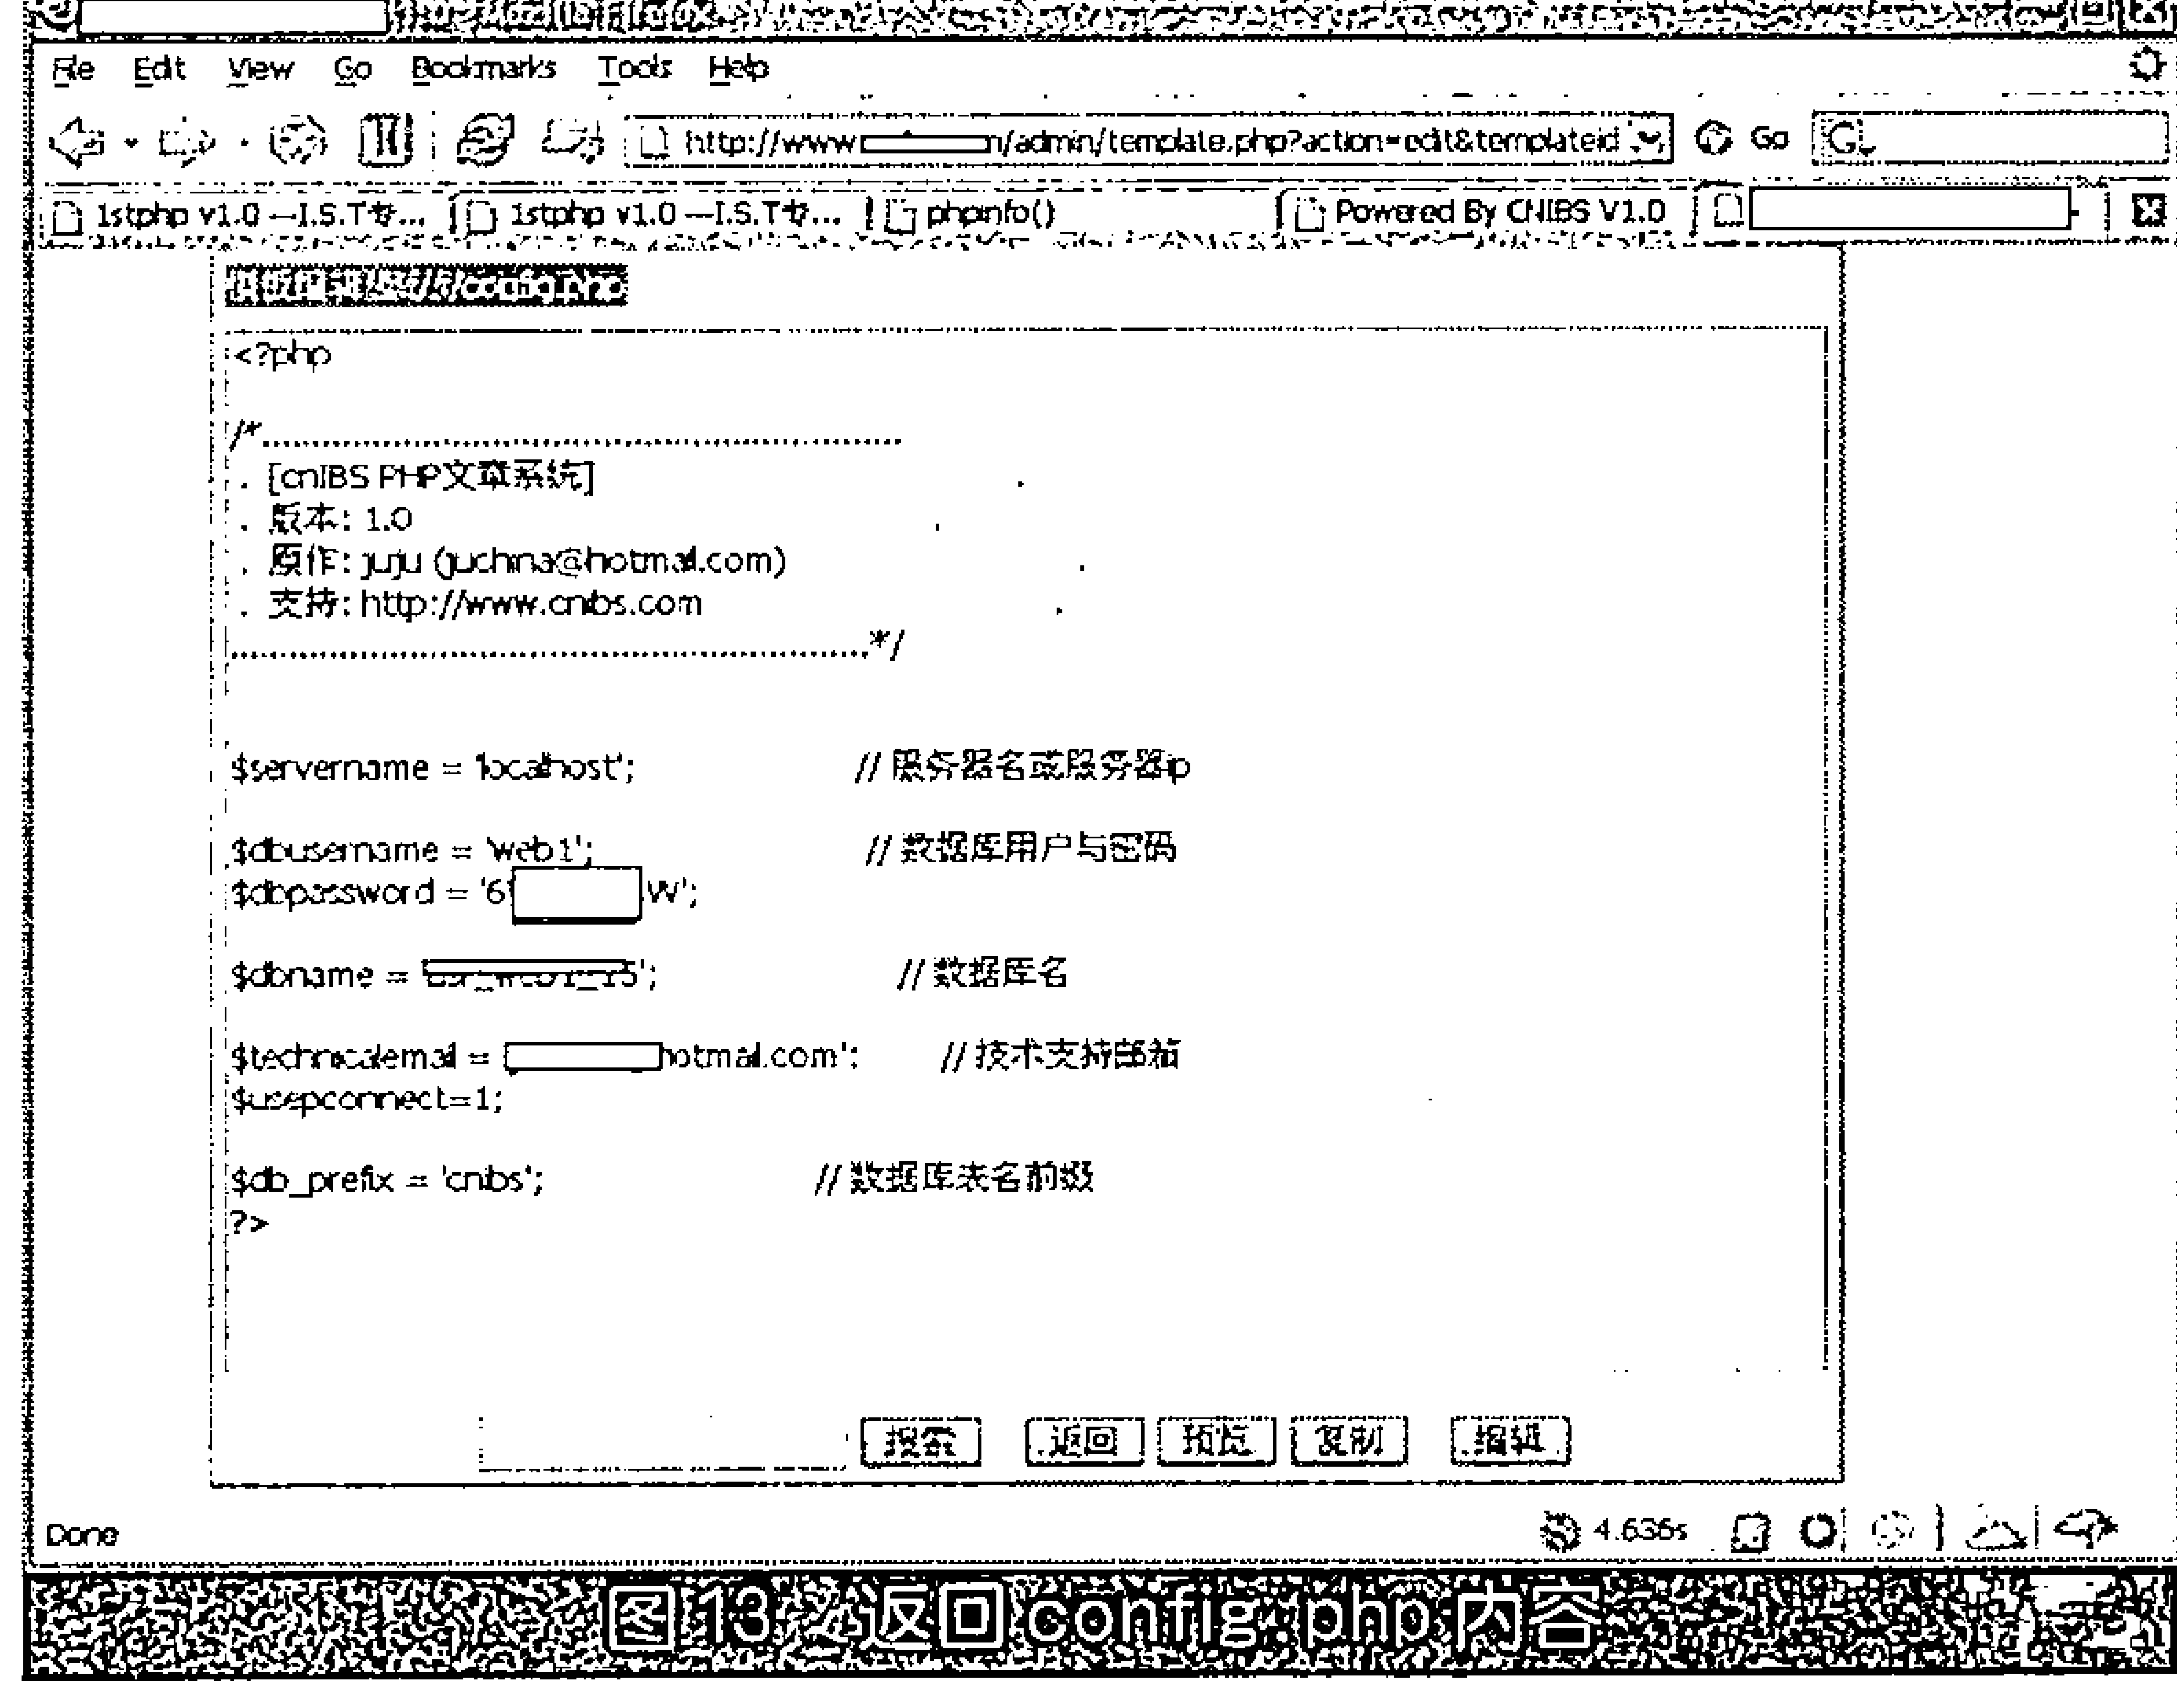 File Edit View Go Bookmarks Tools Help
http://www n/admin/template.php?action=edit&templateid Go
1stphp v1.0 —I.S.T... 1stphp v1.0 —I.S.T... phpinfo() Powered By CNIBS V1.0
config.php
<?php
/*
. [cnIBS PHP文章系统]
. 版本: 1.0
. 原作: juju (juchina@hotmail.com)
. 支持: http://www.cnibs.com
*/
$servername = 'localhost'; // 服务器名或服务器ip
$dbusername = 'web1'; // 数据库用户与密码
$dbpassword = '6 W';
$dbname = '; // 数据库名
$technicalemail = hotmail.com'; // 技术支持邮箱
$usepconnect=1;
$db_prefix = 'cnibs'; // 数据库表名前缀
?>
搜索 返回 预览 复制 编辑
Done 4.636s
图13 返回config.php内容